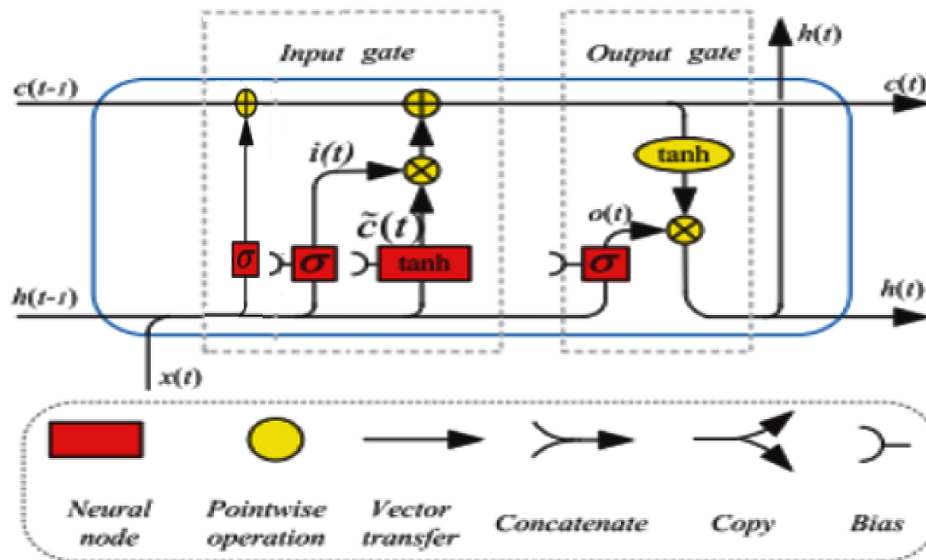 Input gate
Output gate
h(t)
c(t-1)
c(t)
i(t)
tanh
c̃(t)
o(t)
σ
σ
tanh
σ
h(t-1)
h(t)
x(t)
Neural node
Pointwise operation
Vector transfer
Concatenate
Copy
Bias